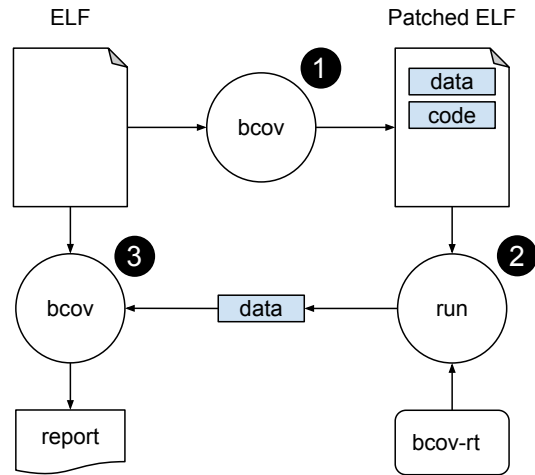 ELF
Patched ELF
1
bcov
data
code
3
2
bcov
data
run
report
bcov-rt